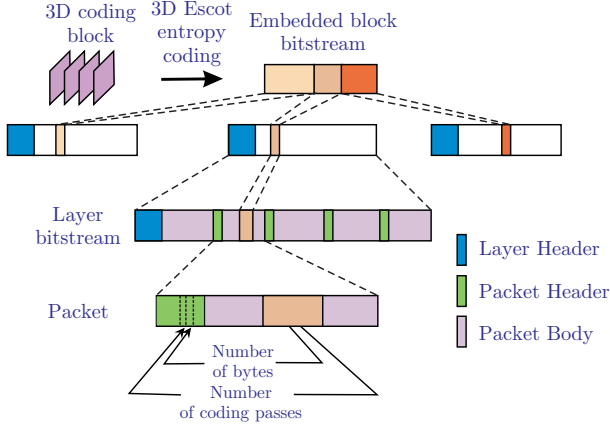 3D coding
block
3D Escot
entropy
coding
Embedded block
bitstream
Layer
bitstream
Layer Header
Packet Header
Packet Body
Packet
Number
of bytes
Number
of coding passes